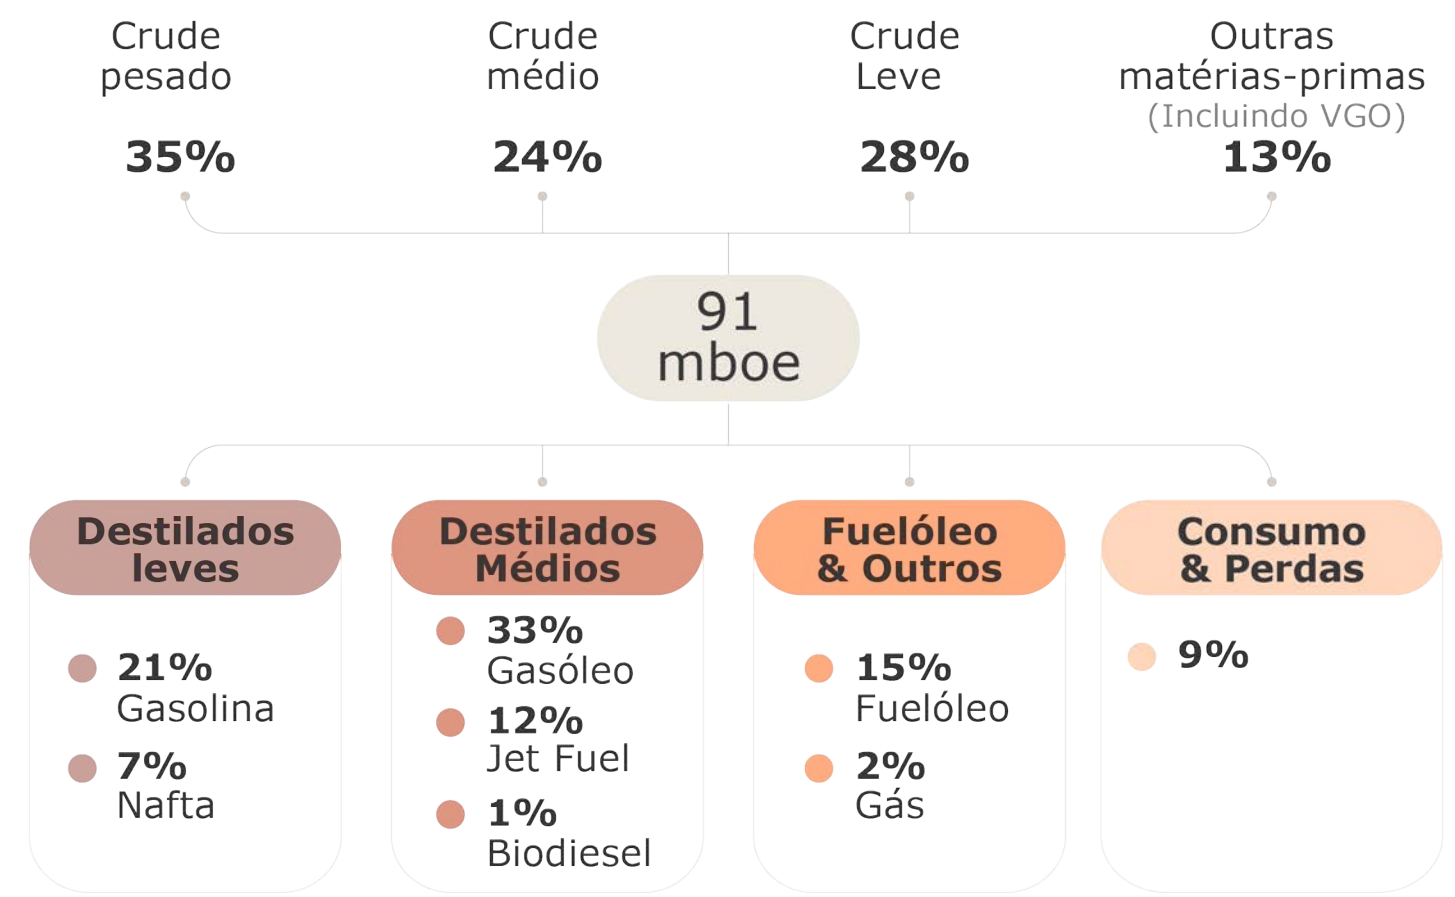 Crude
pesado
35%
Crude
médio
24%
Crude
Leve
28%
Outras
matérias-primas
(Incluindo VGO)
13%
91
mboe
Destilados
leves
21%
Gasolina
7%
Nafta
Destilados
Médios
33%
Gasóleo
12%
Jet Fuel
1%
Biodiesel
Fuelóleo
& Outros
15%
Fuelóleo
2%
Gás
Consumo
& Perdas
9%